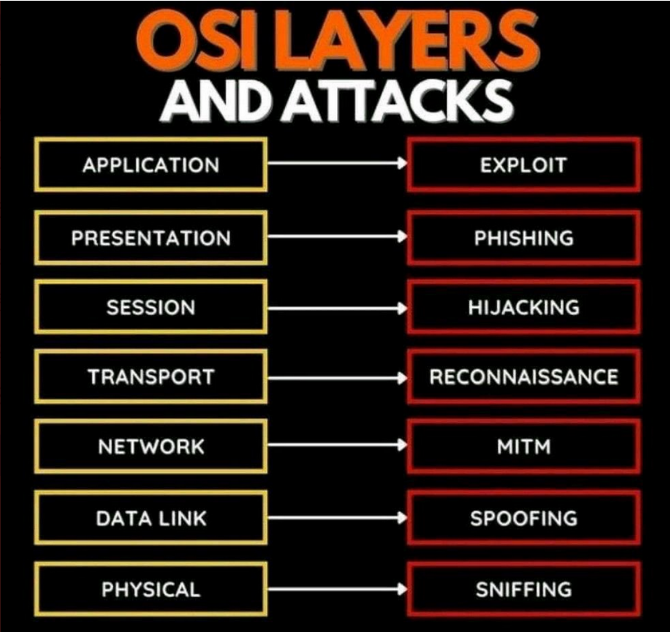 OSI LAYERS
AND ATTACKS
APPLICATION
EXPLOIT
PRESENTATION
PHISHING
SESSION
HIJACKING
TRANSPORT
RECONNAISSANCE
NETWORK
MITM
DATA LINK
SPOOFING
PHYSICAL
SNIFFING